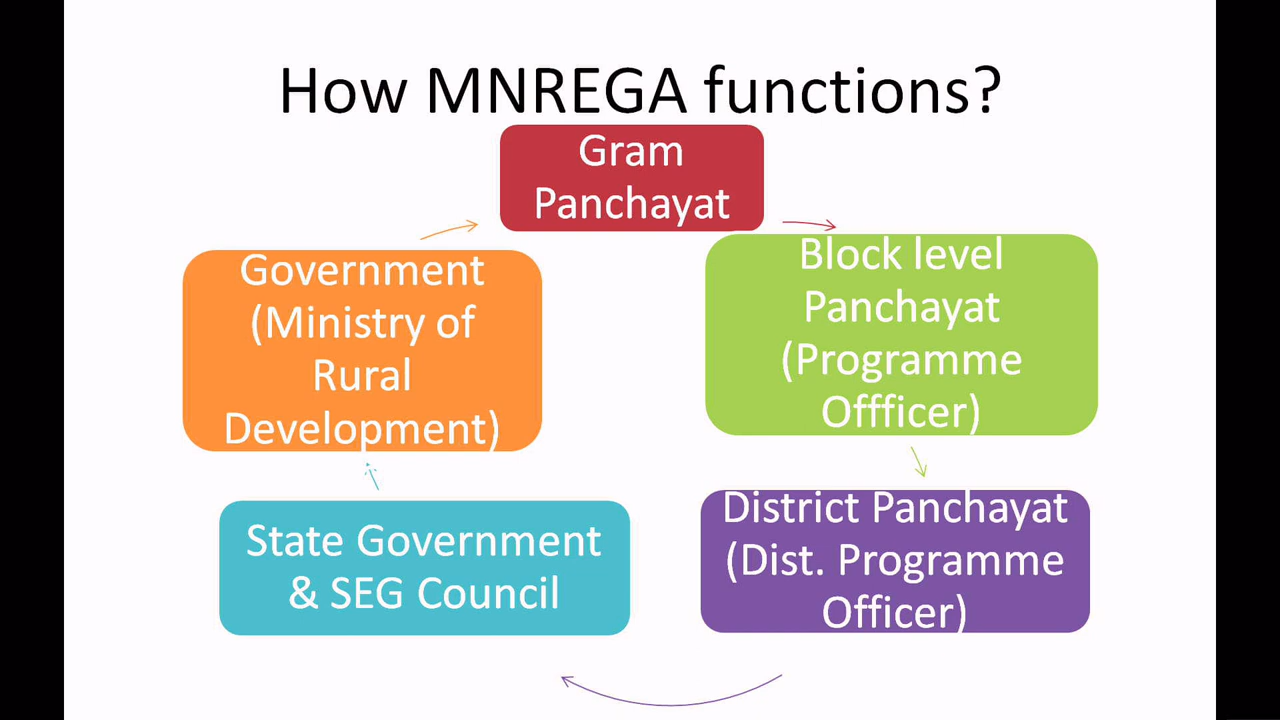 How MNREGA functions?
Gram
Panchayat
Block level
Panchayat
(Programme
Offfficer)
District Panchayat
(Dist. Programme
Officer)
State Government
& SEG Council
Government
(Ministry of
Rural
Development)